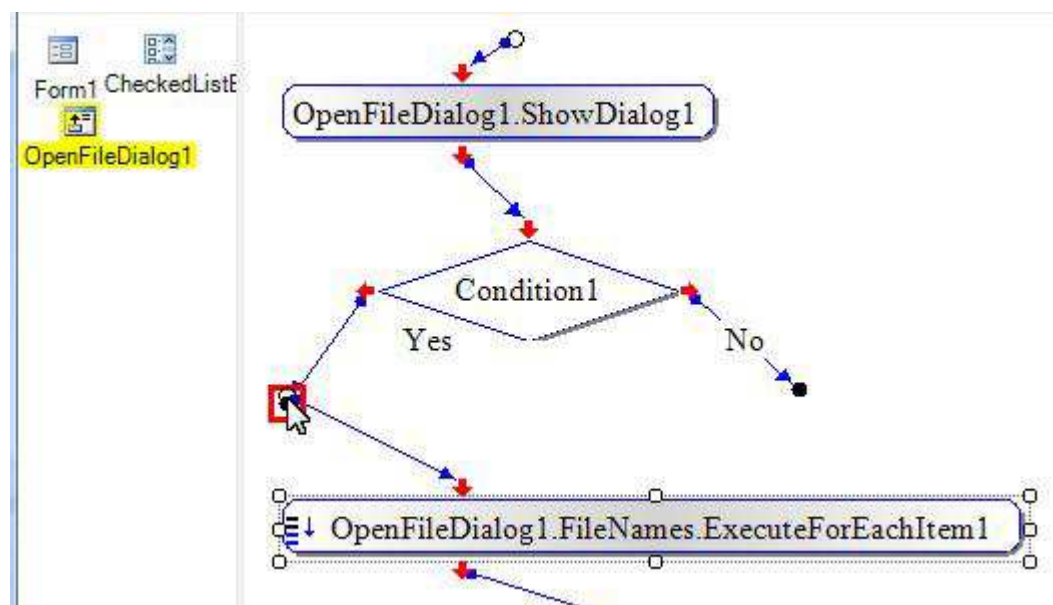 Form1 CheckedListE
OpenFileDialog1
OpenFileDialog1.ShowDialog1
Condition1
Yes
No
OpenFileDialog1.FileNames.ExecuteForEachItem1